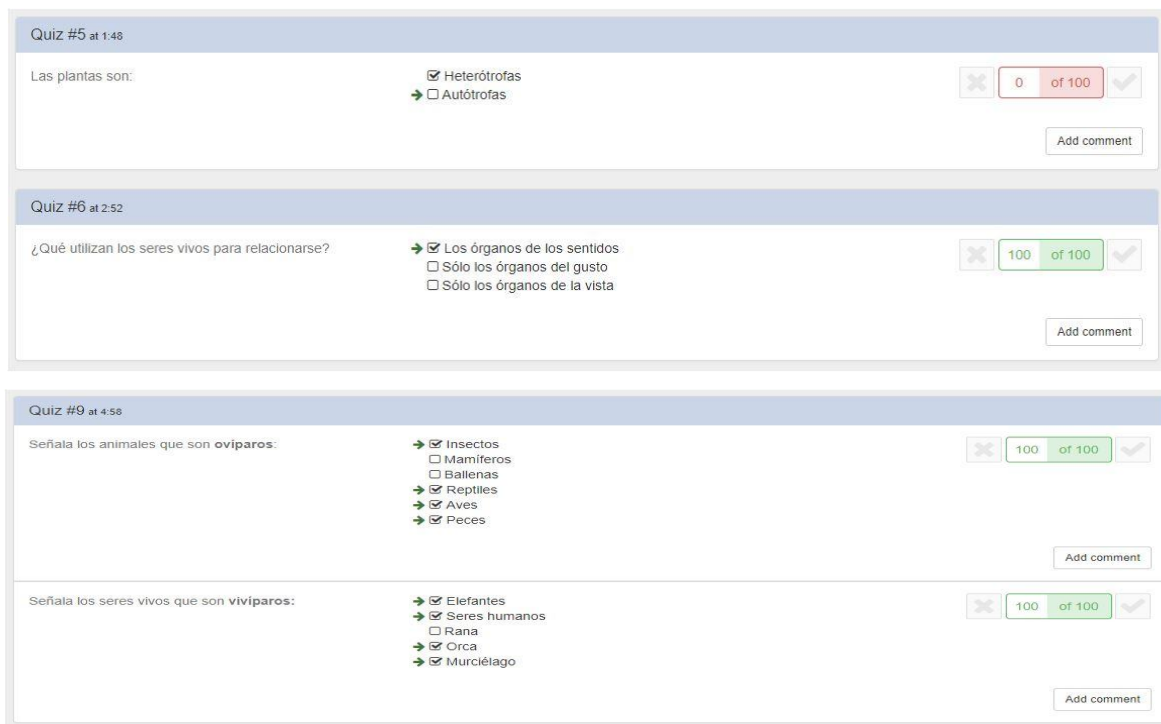 Quiz #5 at 1:48
Las plantas son:
Heterótrofas
Autótrofas
0 of 100
Add comment
Quiz #6 at 2:52
¿Qué utilizan los seres vivos para relacionarse?
Los órganos de los sentidos
Sólo los órganos del gusto
Sólo los órganos de la vista
100 of 100
Add comment
Quiz #9 at 4:58
Señala los animales que son ovíparos:
Insectos
Mamíferos
Ballenas
Reptiles
Aves
Peces
100 of 100
Add comment
Señala los seres vivos que son vivíparos:
Elefantes
Seres humanos
Rana
Orca
Murciélago
100 of 100
Add comment